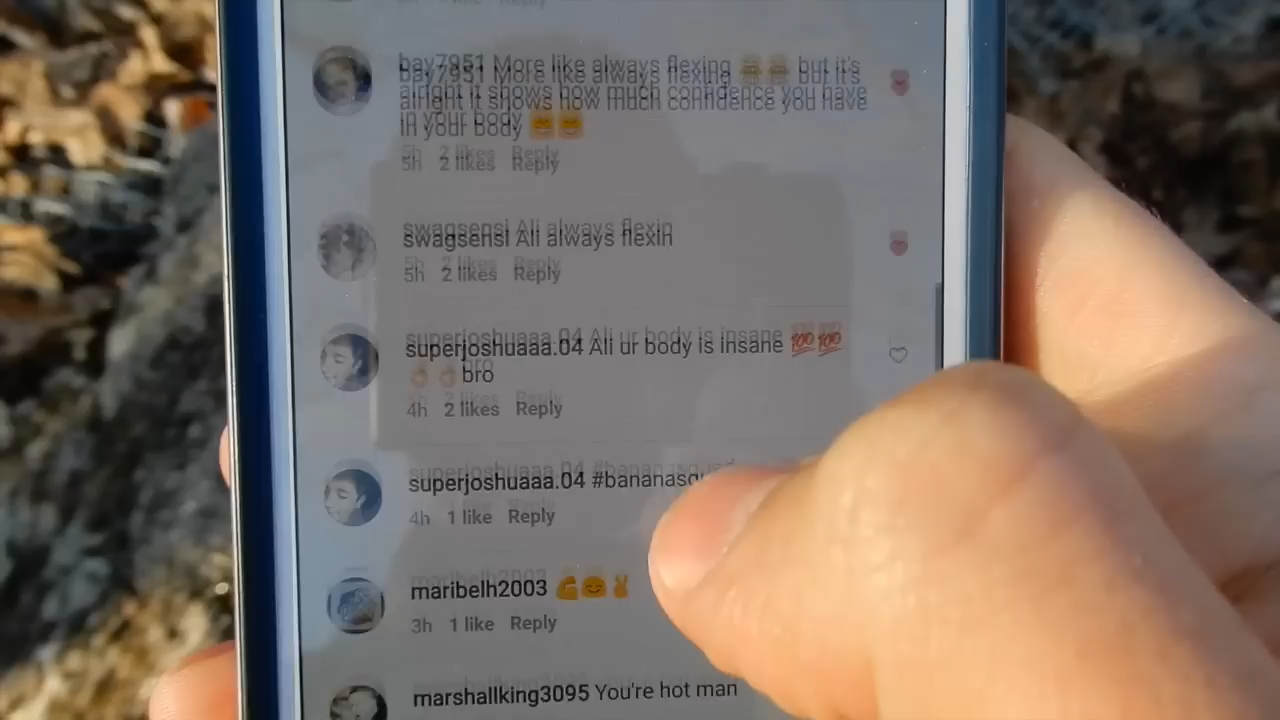 Reply
bay7951 More like always flexing 😄😄 but it's
alright it shows how much confidence you have
in your body 😄😄
5h 2 likes Reply
swagsensi Ali always flexin
5h 2 likes Reply
superjoshuaaa.04 Ali ur body is insane 💯💯
👌👌bro
4h 2 likes Reply
superjoshuaaa.04 #bananasquad
4h 1 like Reply
maribelh2003 💪😊✌
3h 1 like Reply
marshallking3095 You're hot man